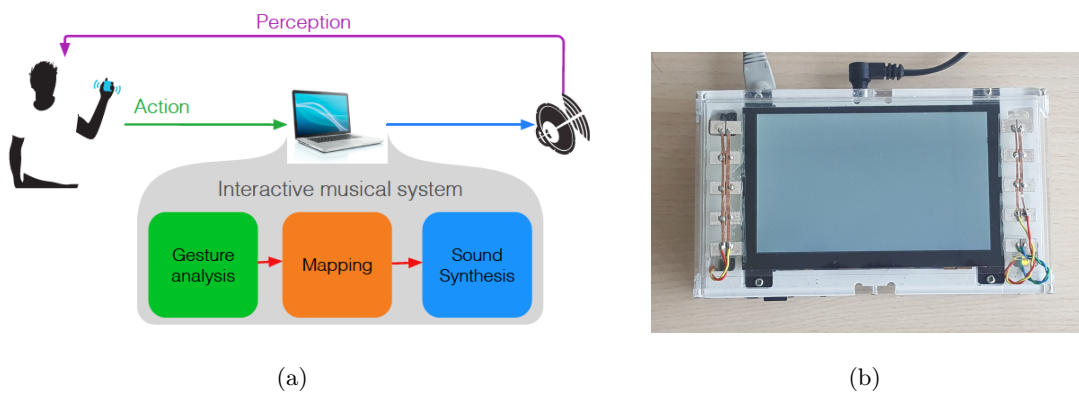 Perception
Action
Interactive musical system
Gesture
analysis
Mapping
Sound
Synthesis
(a)
(b)